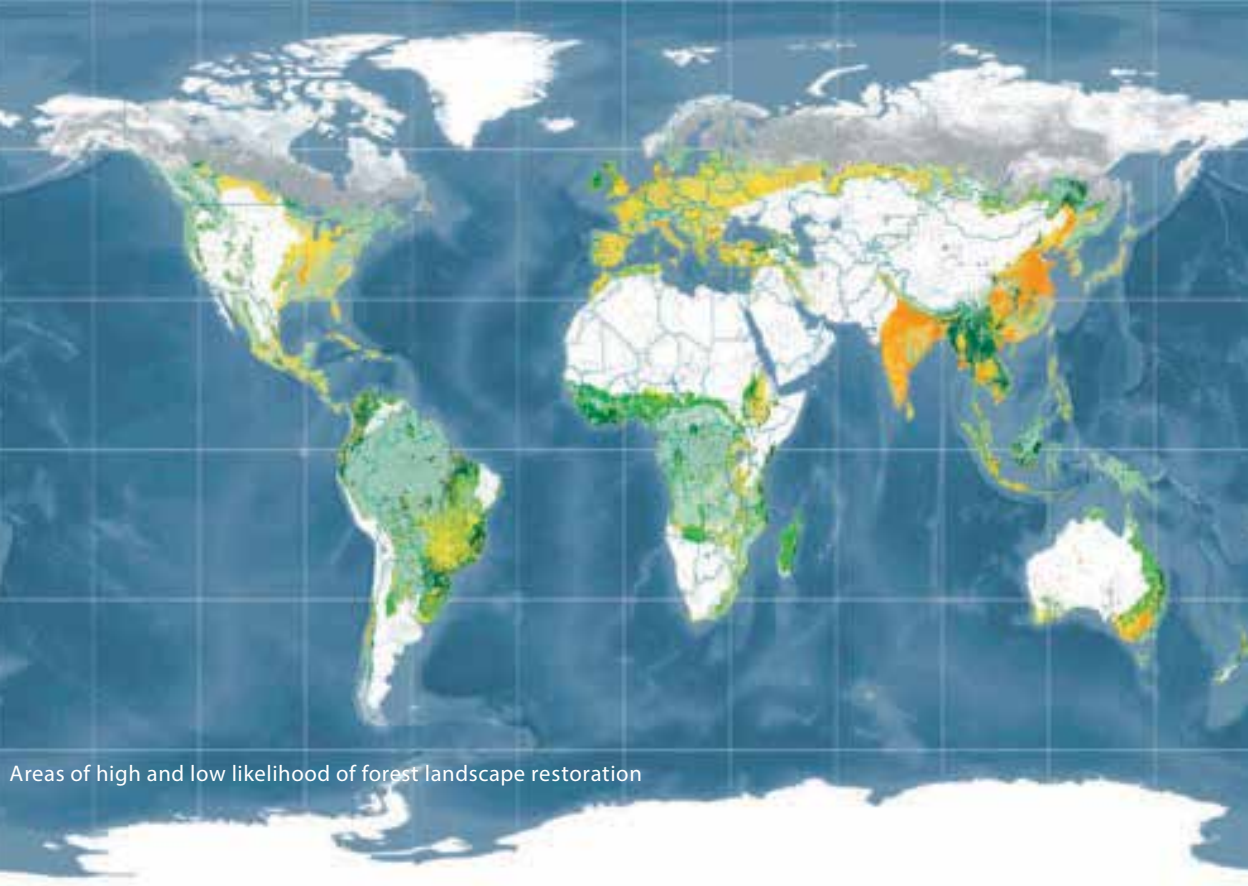 Areas of high and low likelihood of forest landscape restoration